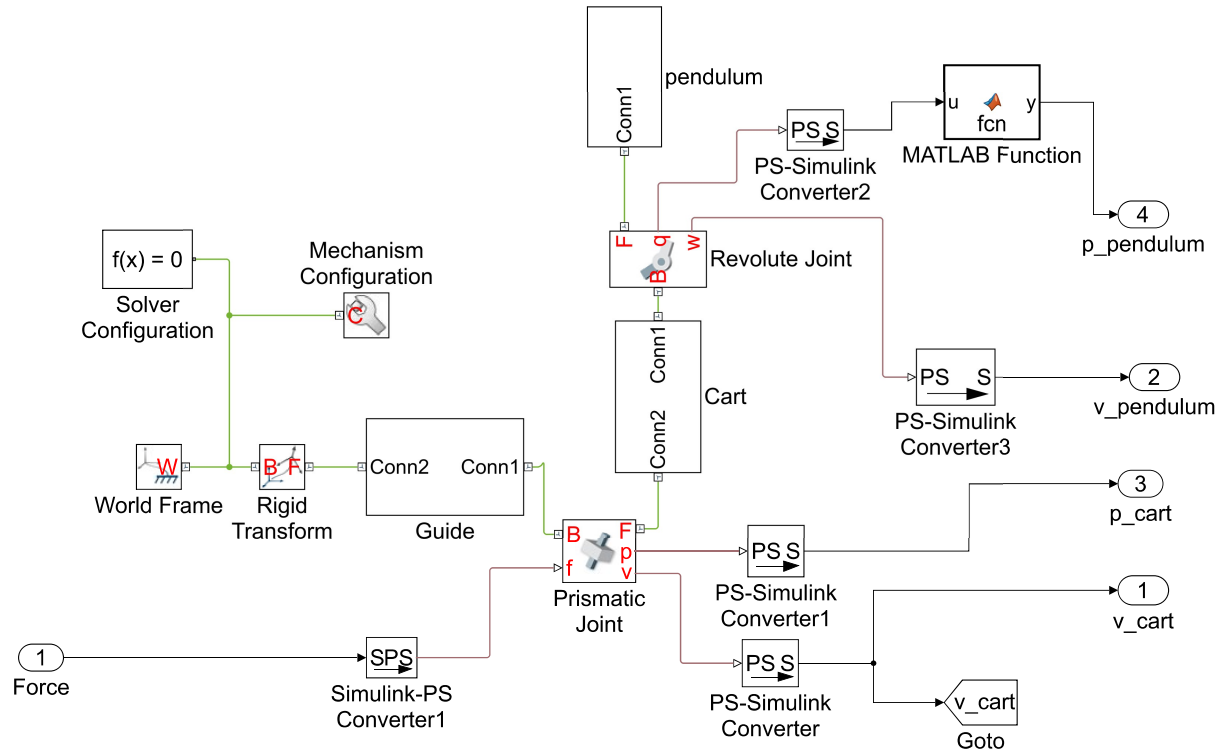 Conn1
pendulum
PS S
PS-Simulink
Converter2
u
y
fcn
MATLAB Function
4
p_pendulum
F
q
w
B
Revolute Joint
f(x) = 0
Solver
Configuration
Mechanism
Configuration
C
Conn1
Conn2
Cart
PS S
PS-Simulink
Converter3
2
v_pendulum
W
World Frame
B F
Rigid
Transform
Conn2
Conn1
Guide
B
F
f
p
v
Prismatic
Joint
PS S
PS-Simulink
Converter1
3
p_cart
1
v_cart
1
Force
SPS
Simulink-PS
Converter1
PS S
PS-Simulink
Converter
v_cart
Goto